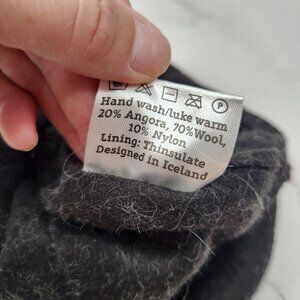 Hand wash/luke warm
20% Angora, 70% Wool,
10% Nylon
Lining: Thinsulate
Designed in Iceland